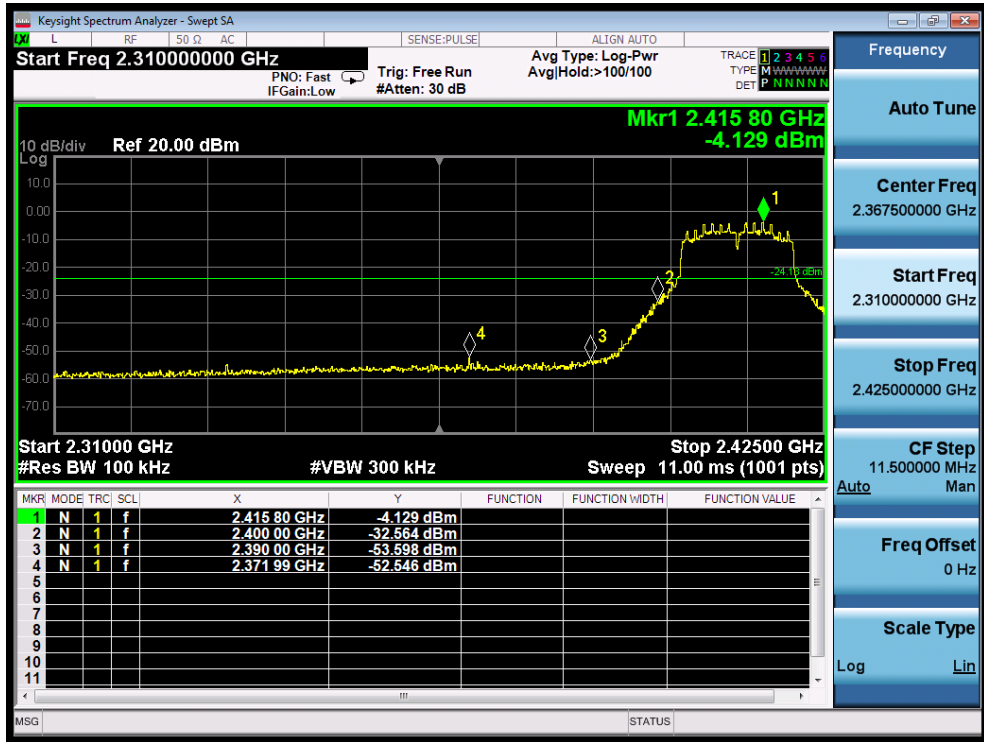 Keysight Spectrum Analyzer - Swept SA
LXI L RF 50 Ω AC SENSE:PULSE ALIGN AUTO
Start Freq 2.310000000 GHz
PNO: Fast
IFGain:Low
Trig: Free Run
#Atten: 30 dB
Avg Type: Log-Pwr
Avg|Hold:>100/100
TRACE 1 2 3 4 5 6
TYPE M W W W W W
DET P N N N N N
Mkr1 2.415 80 GHz
-4.129 dBm
10 dB/div Ref 20.00 dBm
Log
10.0
0.00
-10.0
-20.0
-30.0
-40.0
-50.0
-60.0
-70.0
1
2
3
4
-24.13 dBm
Start 2.31000 GHz Stop 2.42500 GHz
#Res BW 100 kHz #VBW 300 kHz Sweep 11.00 ms (1001 pts)
MKR MODE TRC SCL X Y FUNCTION FUNCTION WIDTH FUNCTION VALUE
1 N 1 f 2.415 80 GHz -4.129 dBm
2 N 1 f 2.400 00 GHz -32.564 dBm
3 N 1 f 2.390 00 GHz -53.598 dBm
4 N 1 f 2.371 99 GHz -52.546 dBm
5
6
7
8
9
10
11
MSG STATUS
Frequency
Auto Tune
Center Freq
2.367500000 GHz
Start Freq
2.310000000 GHz
Stop Freq
2.425000000 GHz
CF Step
11.500000 MHz
Auto Man
Freq Offset
0 Hz
Scale Type
Log Lin